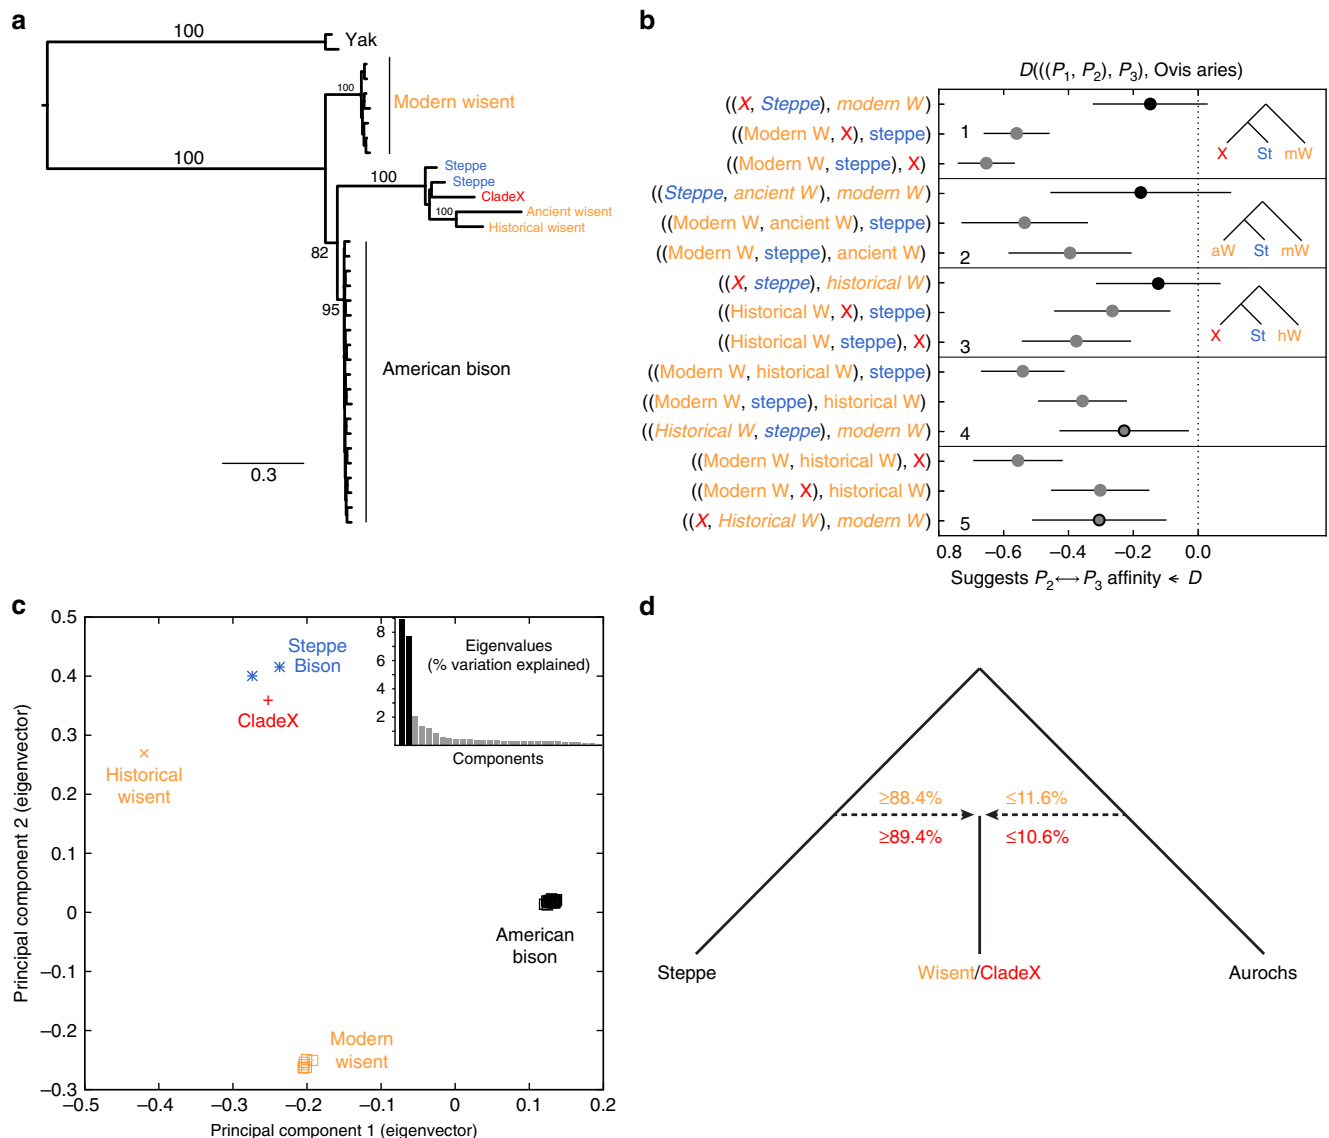 a
100
Yak
100
Modern wisent
100
100
Steppe
Steppe
CladeX
100
Ancient wisent
Historical wisent
82
95
American bison
0.3
b
D(((P1, P2), P3), Ovis aries)
((X, Steppe), modern W)
((Modern W, X), steppe)
((Modern W, steppe), X)
1
X St mW
((Steppe, ancient W), modern W)
((Modern W, ancient W), steppe)
((Modern W, steppe), ancient W)
2
aW St mW
((X, steppe), historical W)
((Historical W, X), steppe)
((Historical W, steppe), X)
3
X St hW
((Modern W, historical W), steppe)
((Modern W, steppe), historical W)
((Historical W, steppe), modern W)
4
((Modern W, historical W), X)
((Modern W, X), historical W)
((X, Historical W), modern W)
5
0.8 −0.6 −0.4 −0.2 0.0
Suggests P2⟷P3 affinity < D
c
Principal component 2 (eigenvector)
0.5
0.4
0.3
0.2
0.1
0
−0.1
−0.2
−0.3
Steppe
Bison
CladeX
Historical
wisent
American
bison
Modern
wisent
8
6
4
2
Eigenvalues
(% variation explained)
Components
−0.5 −0.4 −0.3 −0.2 −0.1 0 0.1 0.2
Principal component 1 (eigenvector)
d
≥88.4% ≤11.6%
≥89.4% ≤10.6%
Steppe Wisent/CladeX Aurochs